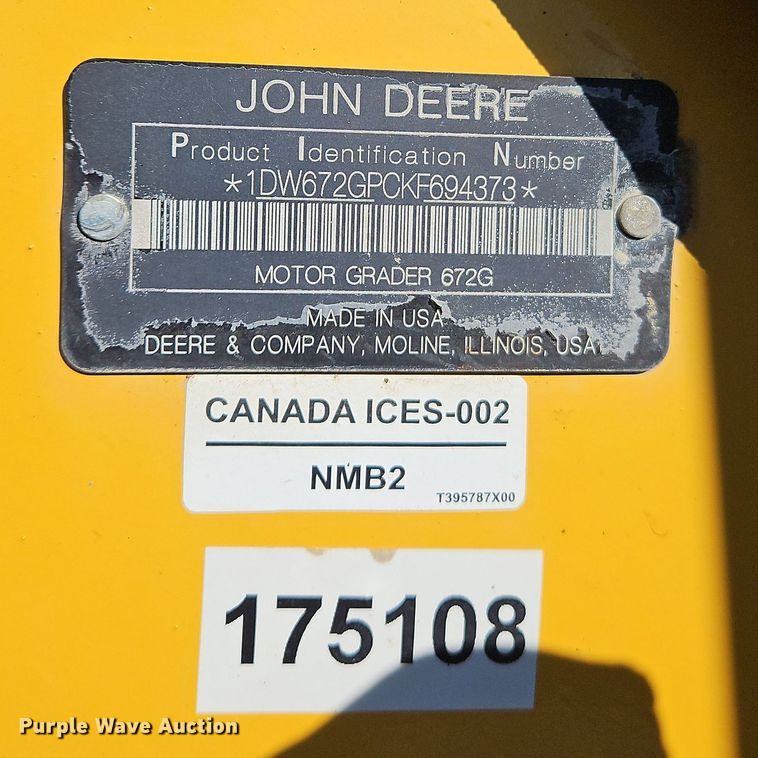 JOHN DEERE
Product Identification Number
*1DW672GPCKF694373*
MOTOR GRADER 672G
MADE IN USA
DEERE & COMPANY, MOLINE, ILLINOIS, USA
CANADA ICES-002
NMB2
T395787X00
175108
Purple Wave Auction